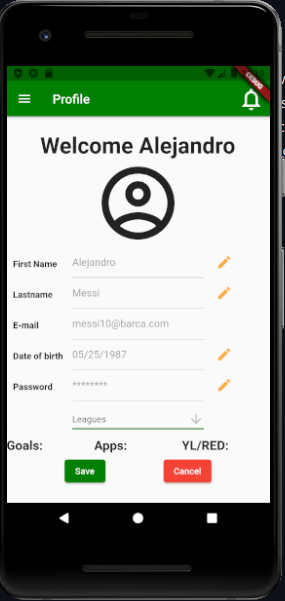 DEBUG
Profile
Welcome Alejandro
First Name Alejandro
Lastname Messi
E-mail messi10@barca.com
Date of birth 05/25/1987
Password ********
Leagues
Goals: Apps: YL/RED:
Save Cancel